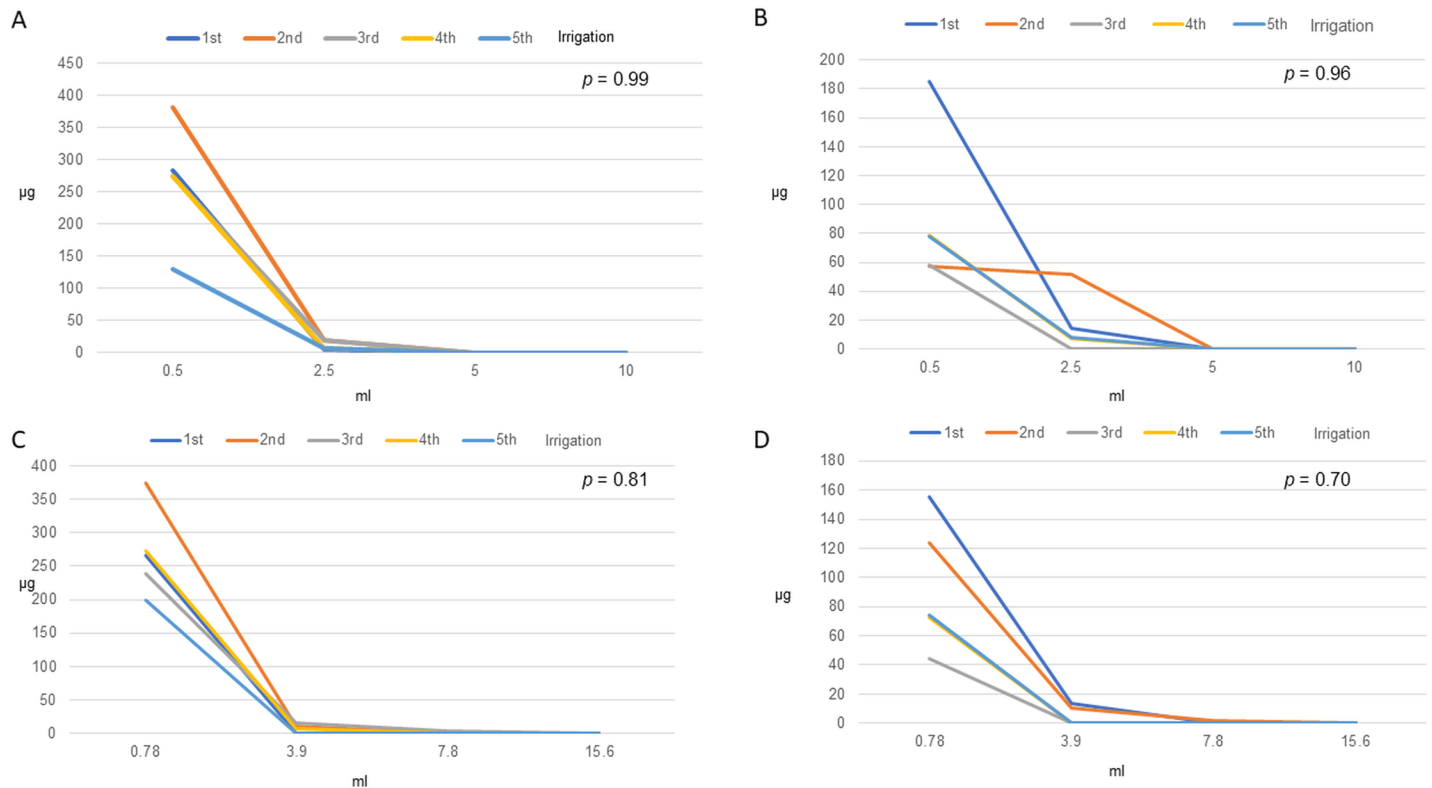 A
1st 2nd 3rd 4th 5th Irrigation
p = 0.99
450
400
350
300
250
200
150
100
50
0
µg
0.5 2.5 5 10
ml
B
1st 2nd 3rd 4th 5th Irrigation
p = 0.96
200
180
160
140
120
100
80
60
40
20
0
µg
0.5 2.5 5 10
ml
C
1st 2nd 3rd 4th 5th Irrigation
p = 0.81
400
350
300
250
200
150
100
50
0
µg
0.78 3.9 7.8 15.6
ml
D
1st 2nd 3rd 4th 5th Irrigation
p = 0.70
180
160
140
120
100
80
60
40
20
0
µg
0.78 3.9 7.8 15.6
ml